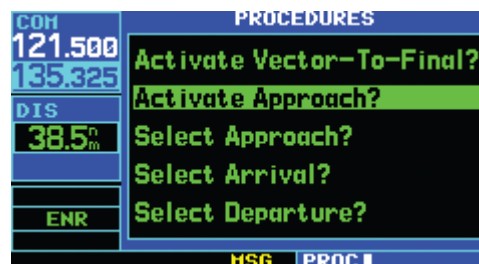 COM
121.500
135.325
DIS
38.5nm
ENR
PROCEDURES
Activate Vector-To-Final?
Activate Approach?
Select Approach?
Select Arrival?
Select Departure?
MSG PROC